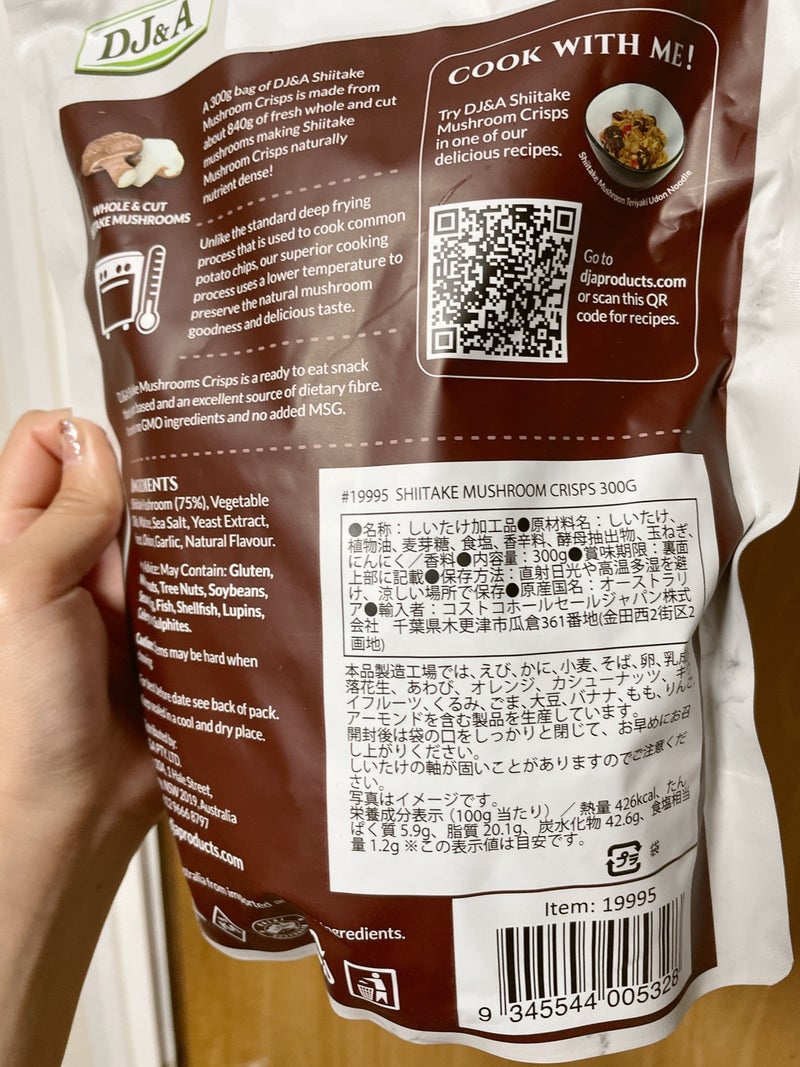 DJ&A
A 300g bag of DJ&A Shiitake
Mushroom Crisps is made from
about 840g of fresh whole and cut
mushrooms making Shiitake
Mushroom Crisps naturally
nutrient dense!
WHOLE & CUT
MUSHROOMS
Unlike the standard deep frying
process that is used to cook common
potato chips, our superior cooking
process uses a lower temperature to
preserve the natural mushroom
goodness and delicious taste.
Mushrooms Crisps is a ready to eat snack
based and an excellent source of dietary fibre.
GMO ingredients and no added MSG.
COOK WITH ME!
Try DJ&A Shiitake
Mushroom Crisps
in one of our
delicious recipes.
Shiitake Mushroom Teriyaki Udon Noodle
Go to
djaproducts.com
or scan this QR
code for recipes.
(75%), Vegetable
Sea Salt, Yeast Extract,
Garlic, Natural Flavour.
May Contain: Gluten,
Tree Nuts, Soybeans,
Fish, Shellfish, Lupins,
may be hard when
before date see back of pack.
in a cool and dry place.
PTY LTD
Hale Street,
NSW 2019, Australia
9666 8797
from imported
ingredients.
#19995 SHIITAKE MUSHROOM CRISPS 300G
●名称：しいたけ加工品●原材料名：しいたけ、
植物油、麦芽糖、食塩、香辛料、酵母抽出物、玉ねぎ、
にんにく／香料●内容量：300g●賞味期限：裏面
上部に記載●保存方法：直射日光や高温多湿を避
け、涼しい場所で保存●原産国名：オーストラリ
ア●輸入者：コストコホールセールジャパン株式
会社 千葉県木更津市瓜倉361番地(金田西2街区2
画地)
本品製造工場では、えび、かに、小麦、そば、卵、乳成
落花生、あわび、オレンジ、カシューナッツ、キ
イフルーツ、くるみ、ごま、大豆、バナナ、もも、りんご、
アーモンドを含む製品を生産しています。
開封後は袋の口をしっかりと閉じて、お早めにお召
し上がりください。
しいたけの軸が固いことがありますのでご注意くだ
さい。
写真はイメージです。
栄養成分表示（100g 当たり）／熱量 426kcal、たん
ぱく質 5.9g、脂質 20.1g、炭水化物 42.6g、食塩相当
量 1.2g ※この表示値は目安です。
プラ 袋
Item: 19995
9 345544 005328